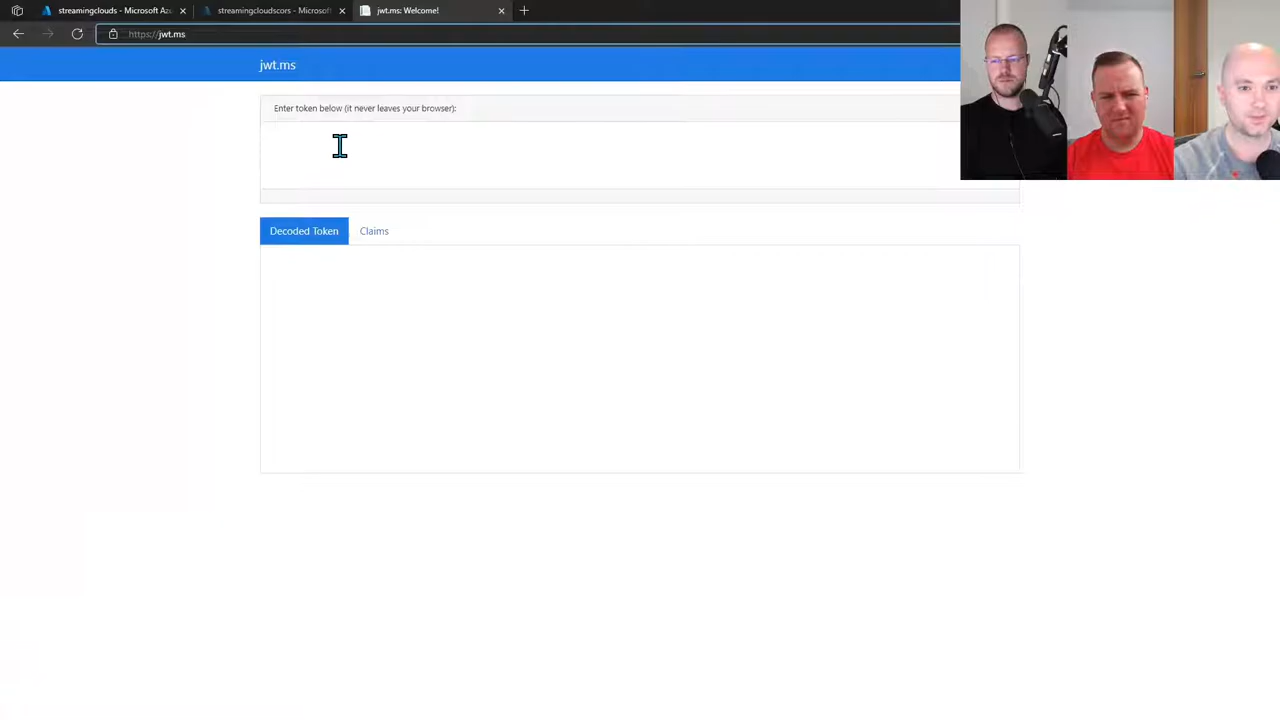 streamingclouds - Microsoft Az
streamingcloudscors - Microsoft
jwt.ms: Welcome!
https://jwt.ms
jwt.ms
Enter token below (it never leaves your browser):
Decoded Token
Claims